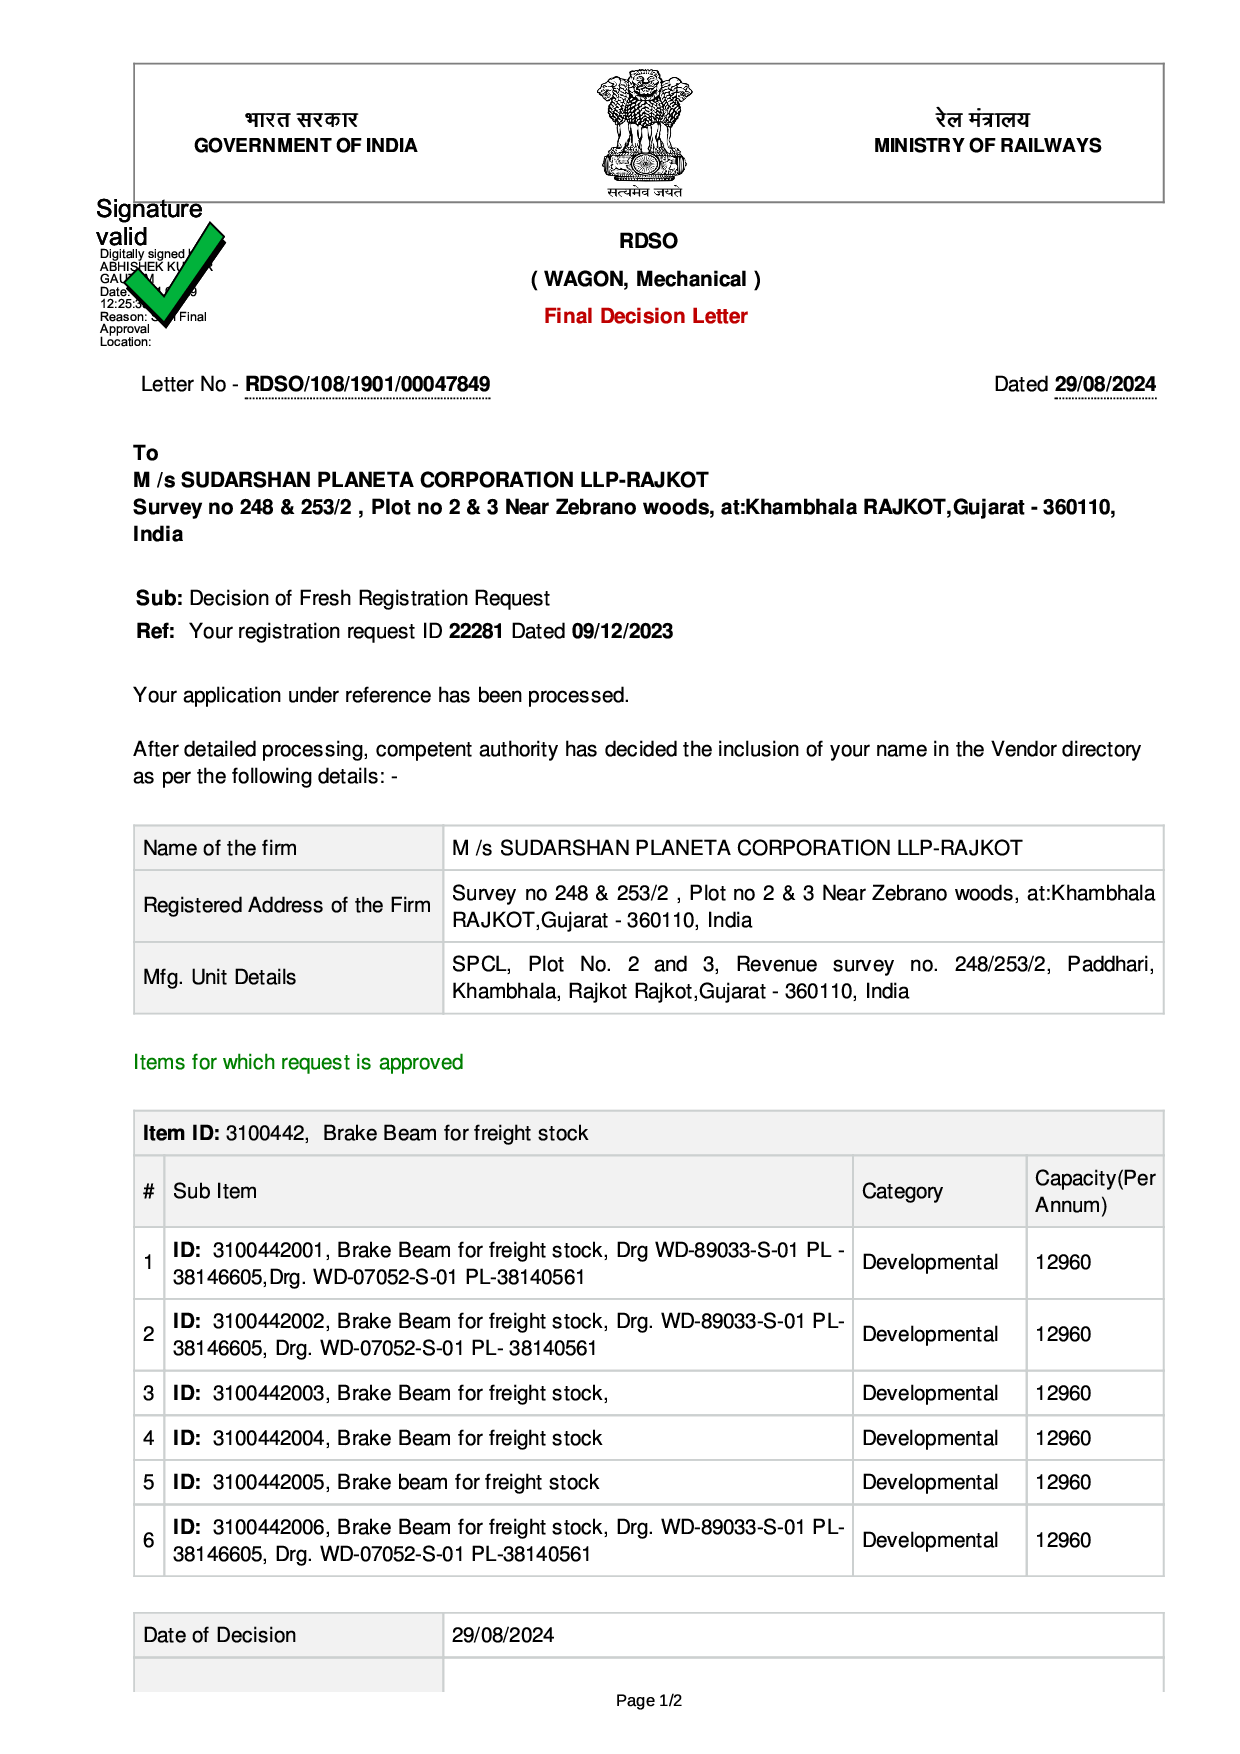 भारत सरकार
GOVERNMENT OF INDIA
सत्यमेव जयते
रेल मंत्रालय
MINISTRY OF RAILWAYS
Signature
valid
Digitally signed
ABHISHEK
Date:
Reason: Final
Approval
Location:
RDSO
( WAGON, Mechanical )
Final Decision Letter
Letter No - RDSO/108/1901/00047849 Dated 29/08/2024
To
M /s SUDARSHAN PLANETA CORPORATION LLP-RAJKOT
Survey no 248 & 253/2 , Plot no 2 & 3 Near Zebrano woods, at:Khambhala RAJKOT,Gujarat - 360110,
India
Sub: Decision of Fresh Registration Request
Ref: Your registration request ID 22281 Dated 09/12/2023
Your application under reference has been processed.
After detailed processing, competent authority has decided the inclusion of your name in the Vendor directory
as per the following details: -
Name of the firm M /s SUDARSHAN PLANETA CORPORATION LLP-RAJKOT
Registered Address of the Firm Survey no 248 & 253/2 , Plot no 2 & 3 Near Zebrano woods, at:Khambhala
RAJKOT,Gujarat - 360110, India
Mfg. Unit Details SPCL, Plot No. 2 and 3, Revenue survey no. 248/253/2, Paddhari,
Khambhala, Rajkot Rajkot,Gujarat - 360110, India
Items for which request is approved
Item ID: 3100442, Brake Beam for freight stock
# Sub Item Category Capacity(Per
Annum)
1 ID: 3100442001, Brake Beam for freight stock, Drg WD-89033-S-01 PL -
38146605,Drg. WD-07052-S-01 PL-38140561 Developmental 12960
2 ID: 3100442002, Brake Beam for freight stock, Drg. WD-89033-S-01 PL-
38146605, Drg. WD-07052-S-01 PL- 38140561 Developmental 12960
3 ID: 3100442003, Brake Beam for freight stock, Developmental 12960
4 ID: 3100442004, Brake Beam for freight stock Developmental 12960
5 ID: 3100442005, Brake beam for freight stock Developmental 12960
6 ID: 3100442006, Brake Beam for freight stock, Drg. WD-89033-S-01 PL-
38146605, Drg. WD-07052-S-01 PL-38140561 Developmental 12960
Date of Decision 29/08/2024
Page 1/2